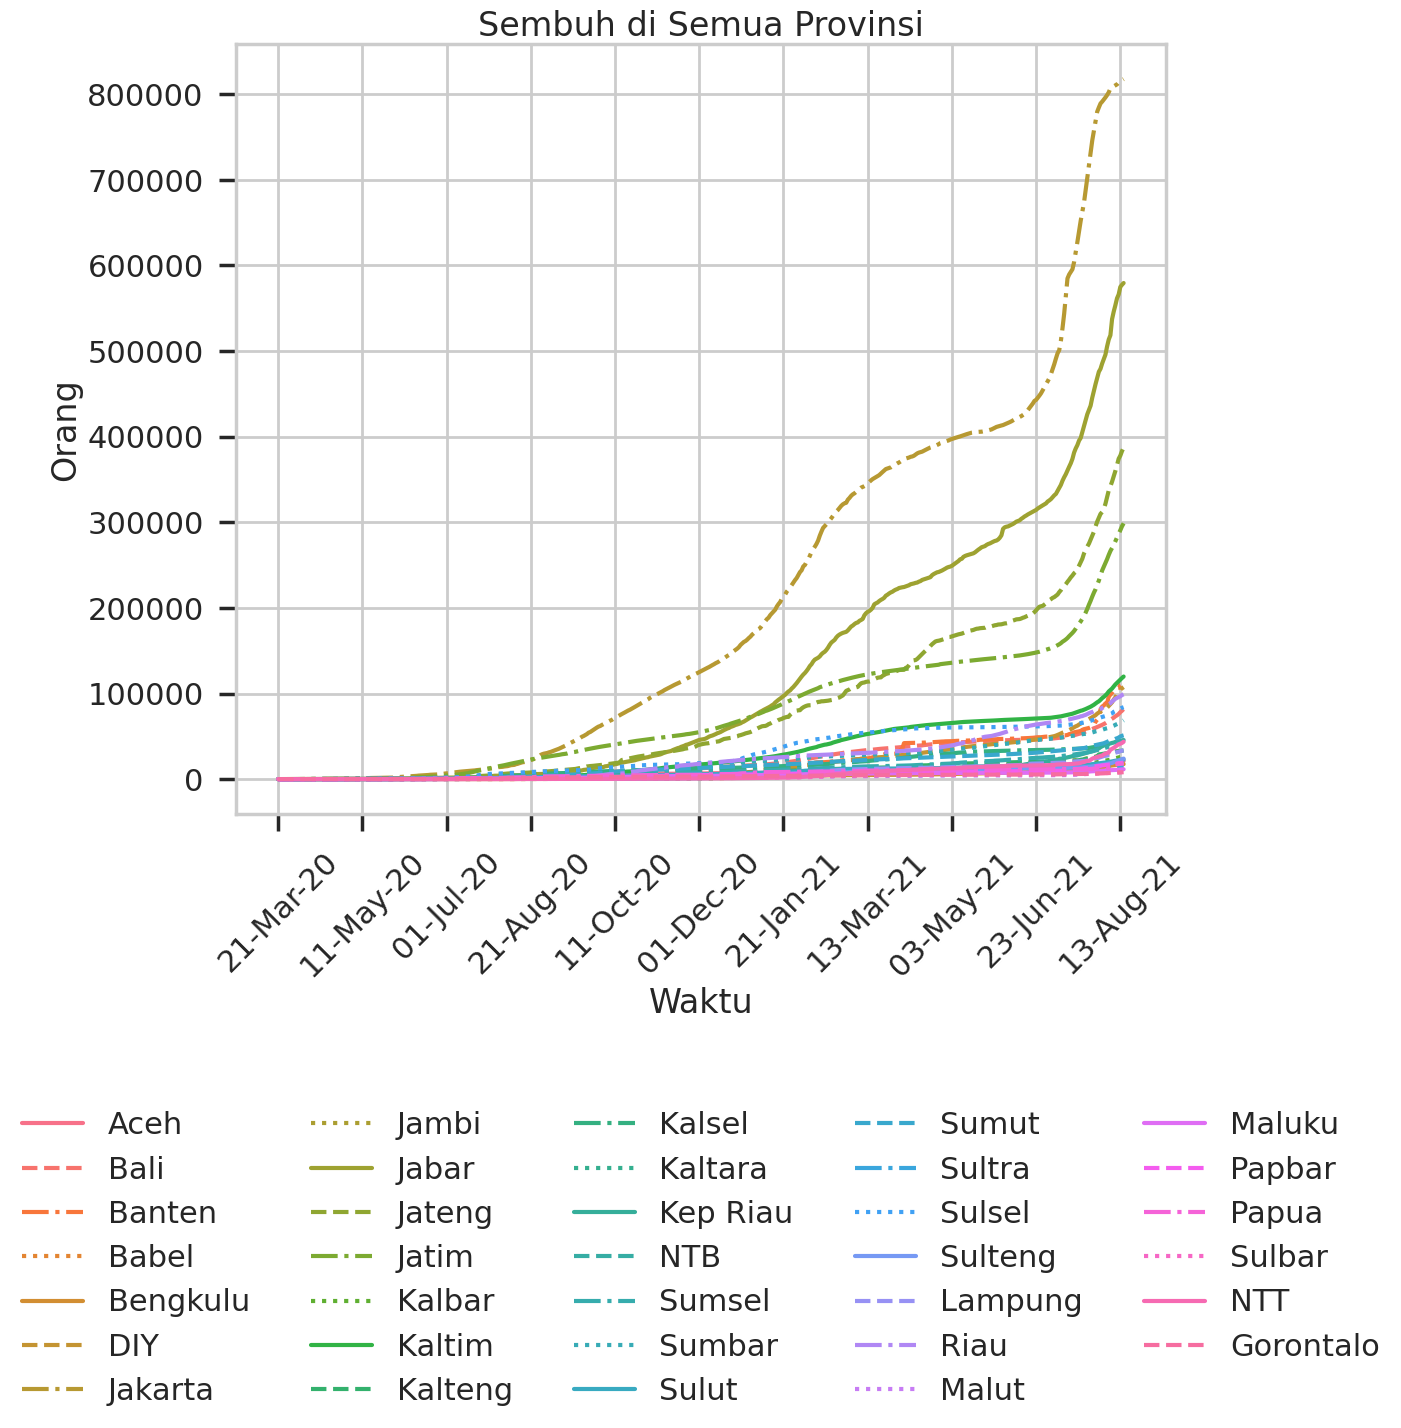 Sembuh di Semua Provinsi
800000
700000
600000
500000
400000
300000
200000
100000
0
Orang
21-Mar-20
11-May-20
01-Jul-20
21-Aug-20
11-Oct-20
01-Dec-20
21-Jan-21
13-Mar-21
03-May-21
23-Jun-21
13-Aug-21
Waktu
Aceh
Bali
Banten
Babel
Bengkulu
DIY
Jakarta
Jambi
Jabar
Jateng
Jatim
Kalbar
Kaltim
Kalteng
Kalsel
Kaltara
Kep Riau
NTB
Sumsel
Sumbar
Sulut
Sumut
Sultra
Sulsel
Sulteng
Lampung
Riau
Malut
Maluku
Papbar
Papua
Sulbar
NTT
Gorontalo